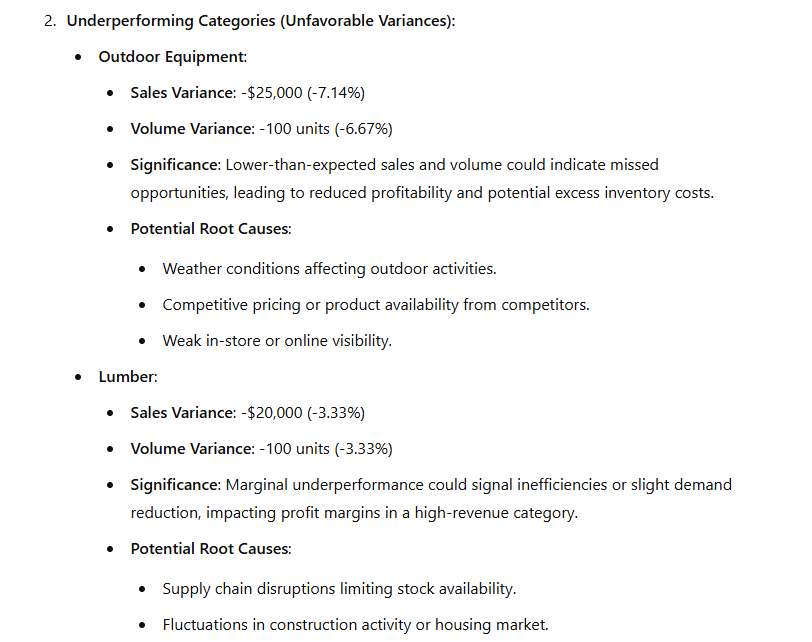 2. Underperforming Categories (Unfavorable Variances):
• Outdoor Equipment:
• Sales Variance: -$25,000 (-7.14%)
• Volume Variance: -100 units (-6.67%)
• Significance: Lower-than-expected sales and volume could indicate missed
opportunities, leading to reduced profitability and potential excess inventory costs.
• Potential Root Causes:
• Weather conditions affecting outdoor activities.
• Competitive pricing or product availability from competitors.
• Weak in-store or online visibility.
• Lumber:
• Sales Variance: -$20,000 (-3.33%)
• Volume Variance: -100 units (-3.33%)
• Significance: Marginal underperformance could signal inefficiencies or slight demand
reduction, impacting profit margins in a high-revenue category.
• Potential Root Causes:
• Supply chain disruptions limiting stock availability.
• Fluctuations in construction activity or housing market.